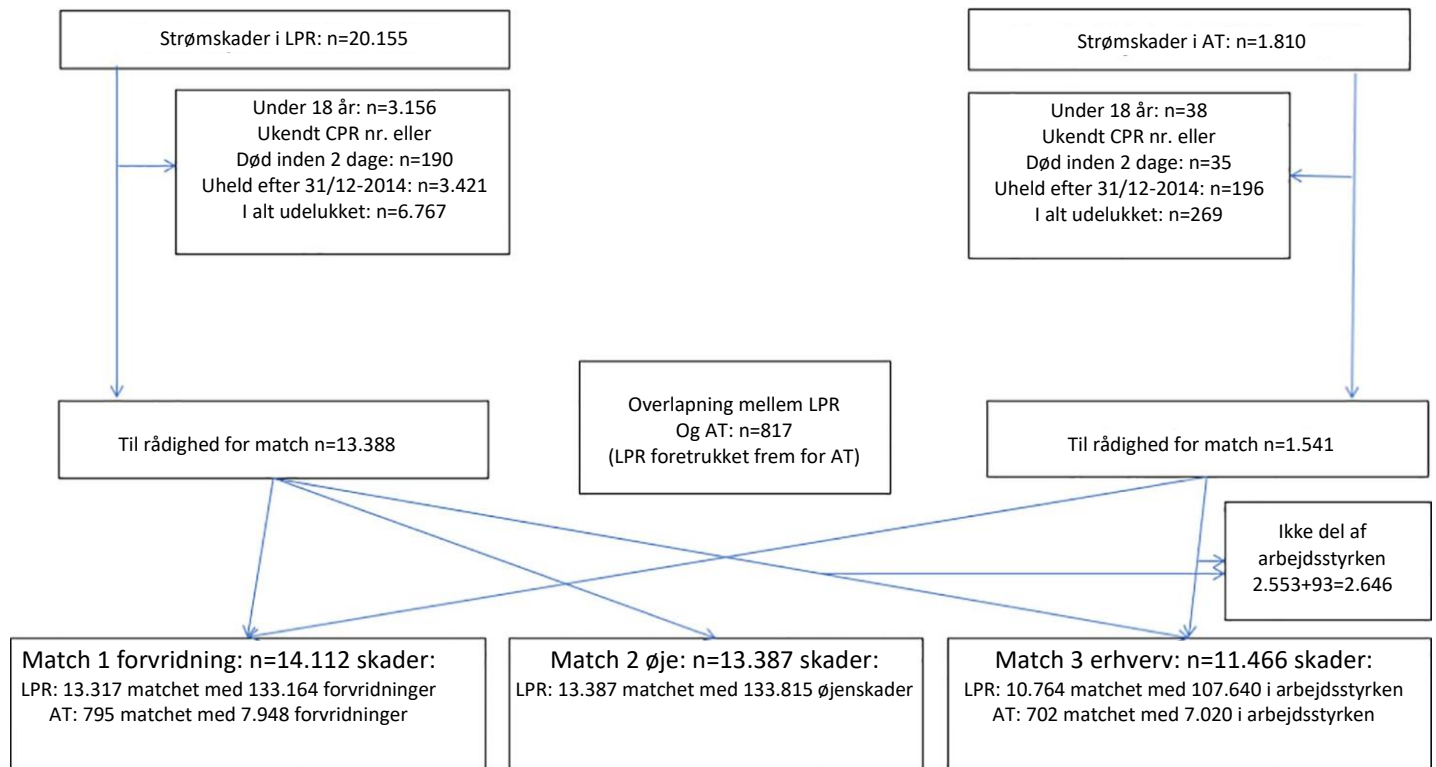 Strømskader i LPR: n=20.155
Strømskader i AT: n=1.810
Under 18 år: n=3.156
Ukendt CPR nr. eller
Død inden 2 dage: n=190
Uheld efter 31/12-2014: n=3.421
I alt udelukket: n=6.767
Under 18 år: n=38
Ukendt CPR nr. eller
Død inden 2 dage: n=35
Uheld efter 31/12-2014: n=196
I alt udelukket: n=269
Til rådighed for match n=13.388
Overlapning mellem LPR
Og AT: n=817
(LPR foretrukket frem for AT)
Til rådighed for match n=1.541
Ikke del af
arbejdsstyrken
2.553+93=2.646
Match 1 forvridning: n=14.112 skader:
LPR: 13.317 matchet med 133.164 forvridninger
AT: 795 matchet med 7.948 forvridninger
Match 2 øje: n=13.387 skader:
LPR: 13.387 matchet med 133.815 øjenskader
Match 3 erhverv: n=11.466 skader:
LPR: 10.764 matchet med 107.640 i arbejdsstyrken
AT: 702 matchet med 7.020 i arbejdsstyrken